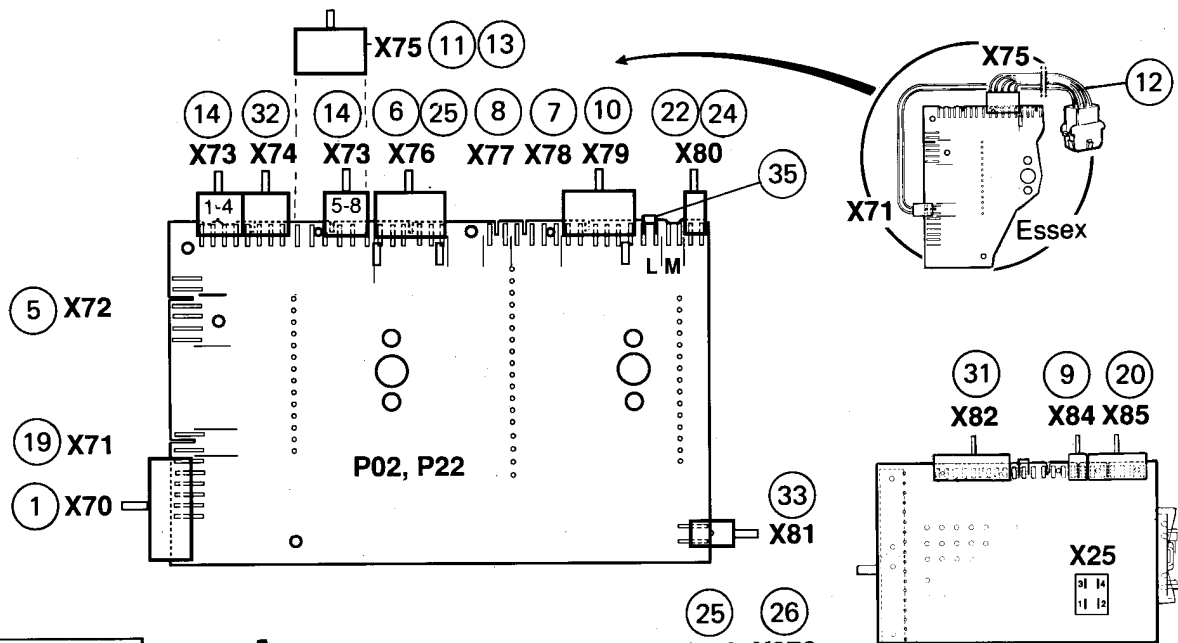 X75 11 13
X75
12
14 32 14 6 25 8 7 10 22 24
X73 X74 X73 X76 X77 X78 X79 X80
35
1-4 5-8
X71
Essex
L M
5 X72
31 9 20
X82 X84 X85
19 X71
P02, P22
1 X70
33
X81
X25
3 4
1 2
25 26